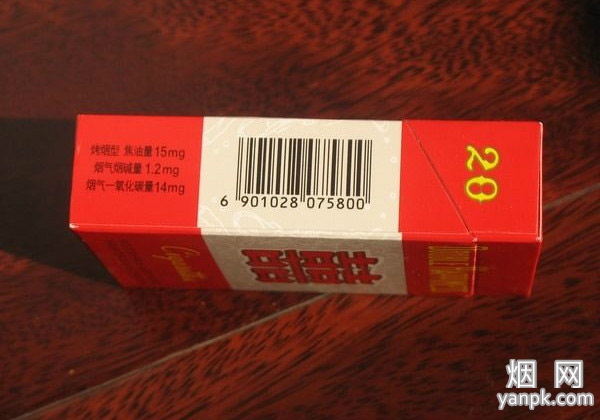 烤烟型 焦油量15mg
烟气烟碱量1.2mg
烟气一氧化碳量14mg
6 901028 075800
20
囍
烟 网
yanpk.com